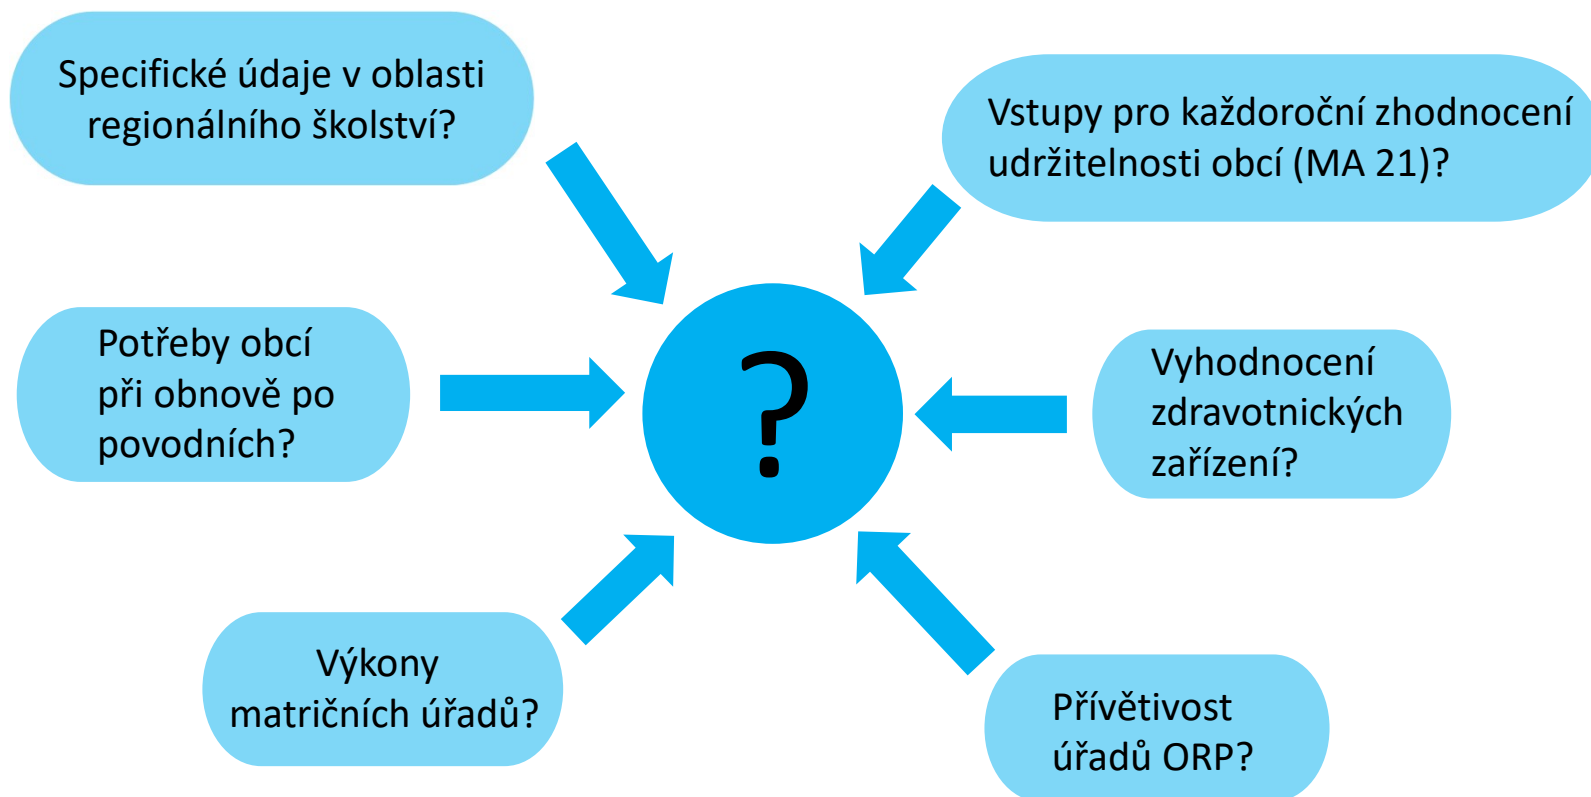 Specifické údaje v oblasti
regionálního školství?
Vstupy pro každoroční zhodnocení
udržitelnosti obcí (MA 21)?
Potřeby obcí
při obnově po
povodních?
?
Vyhodnocení
zdravotnických
zařízení?
Výkony
matričních úřadů?
Přívětivost
úřadů ORP?